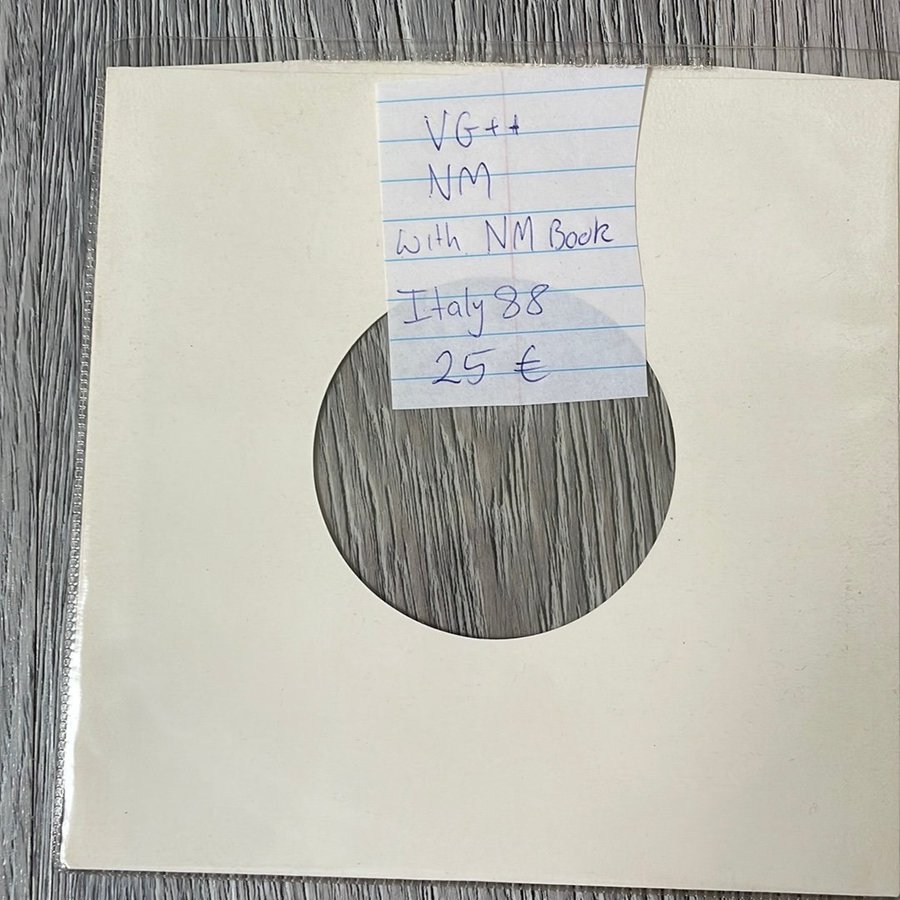 VG++
NM
with NM Book
Italy 88
25 €